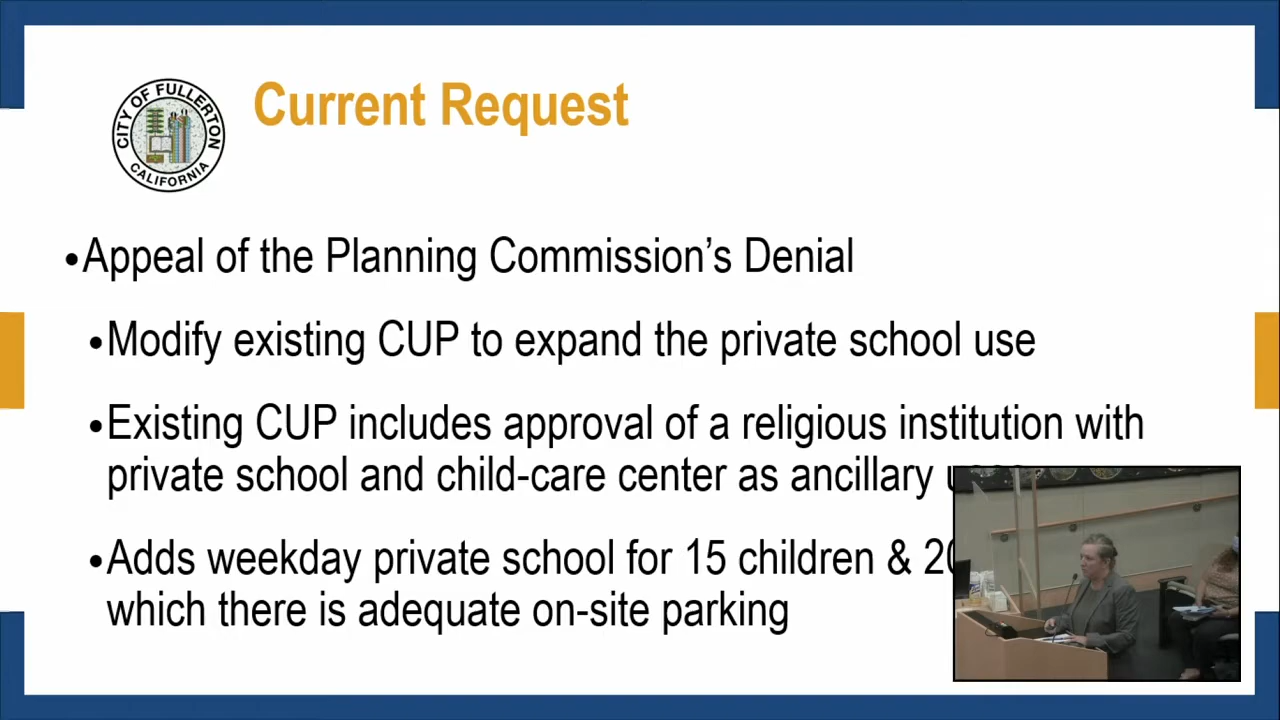 CITY OF FULLERTON
CALIFORNIA
Current Request
•Appeal of the Planning Commission’s Denial
•Modify existing CUP to expand the private school use
•Existing CUP includes approval of a religious institution with
private school and child-care center as ancillary
•Adds weekday private school for 15 children &
which there is adequate on-site parking